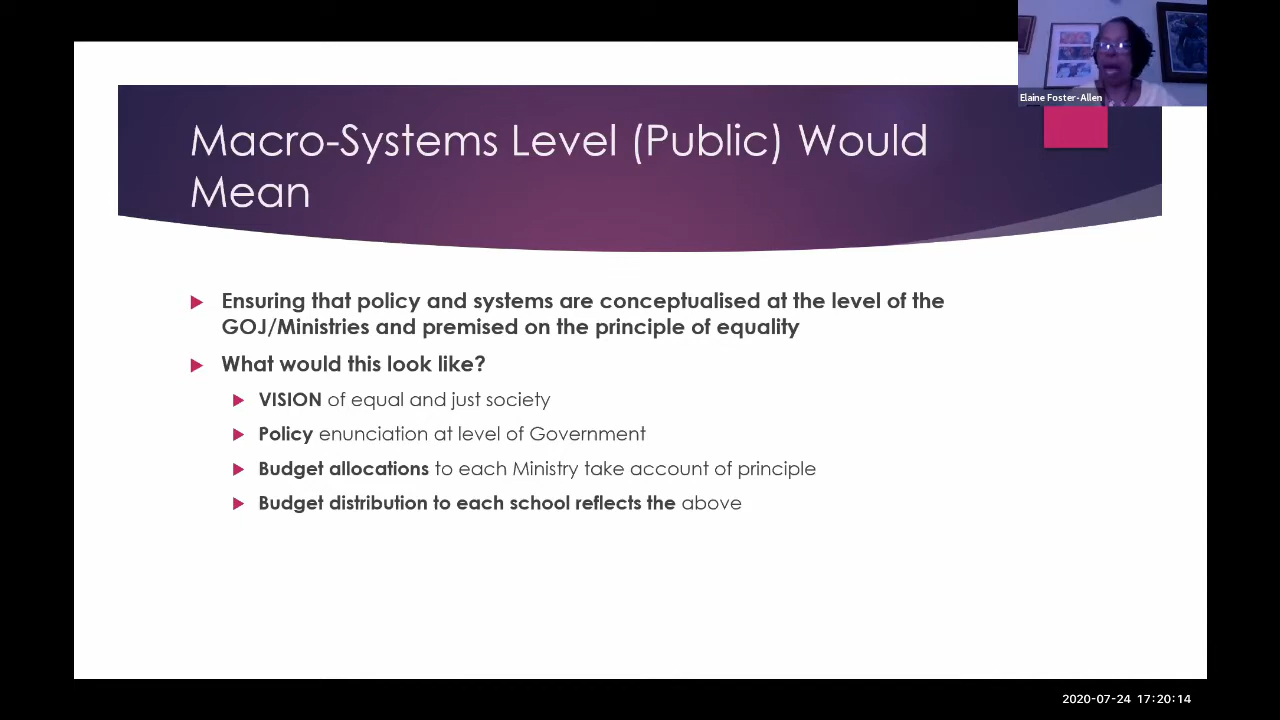 Elaine Foster-Allen
Macro-Systems Level (Public) Would
Mean
Ensuring that policy and systems are conceptualised at the level of the
GOJ/Ministries and premised on the principle of equality
What would this look like?
VISION of equal and just society
Policy enunciation at level of Government
Budget allocations to each Ministry take account of principle
Budget distribution to each school reflects the above
2020-07-24 17:20:14